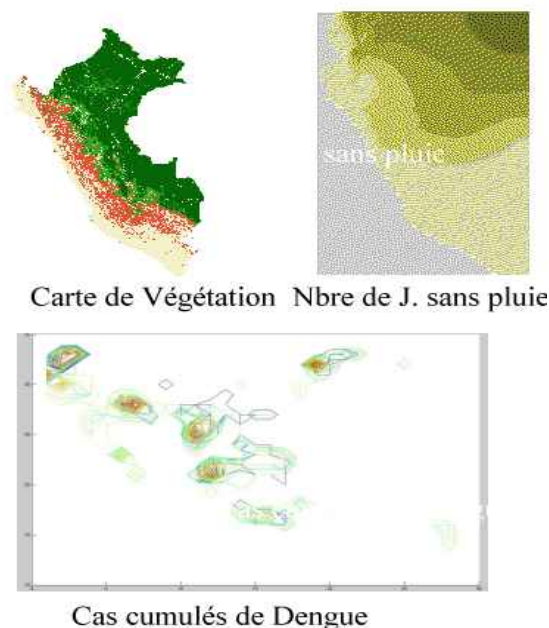 sans pluie
Carte de Végétation Nbre de J. sans pluie
Cas cumulés de Dengue